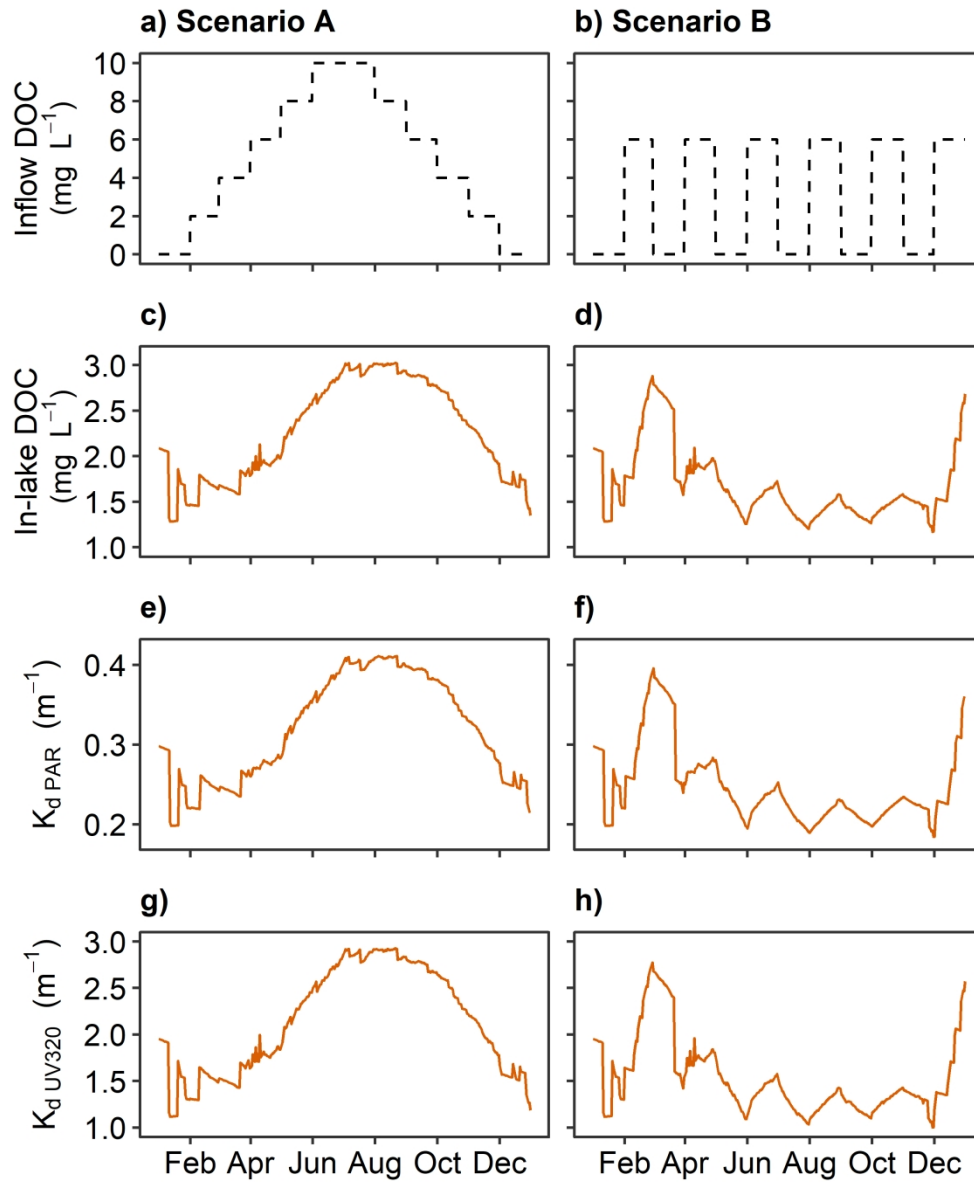 a) Scenario A
b) Scenario B
Inflow DOC
(mg L⁻¹)
10
8
6
4
2
0
c)
d)
In-lake DOC
(mg L⁻¹)
3.0
2.5
2.0
1.5
1.0
e)
f)
K_d PAR (m⁻¹)
0.4
0.3
0.2
g)
h)
K_d UV320 (m⁻¹)
3.0
2.5
2.0
1.5
1.0
Feb Apr Jun Aug Oct Dec
Feb Apr Jun Aug Oct Dec